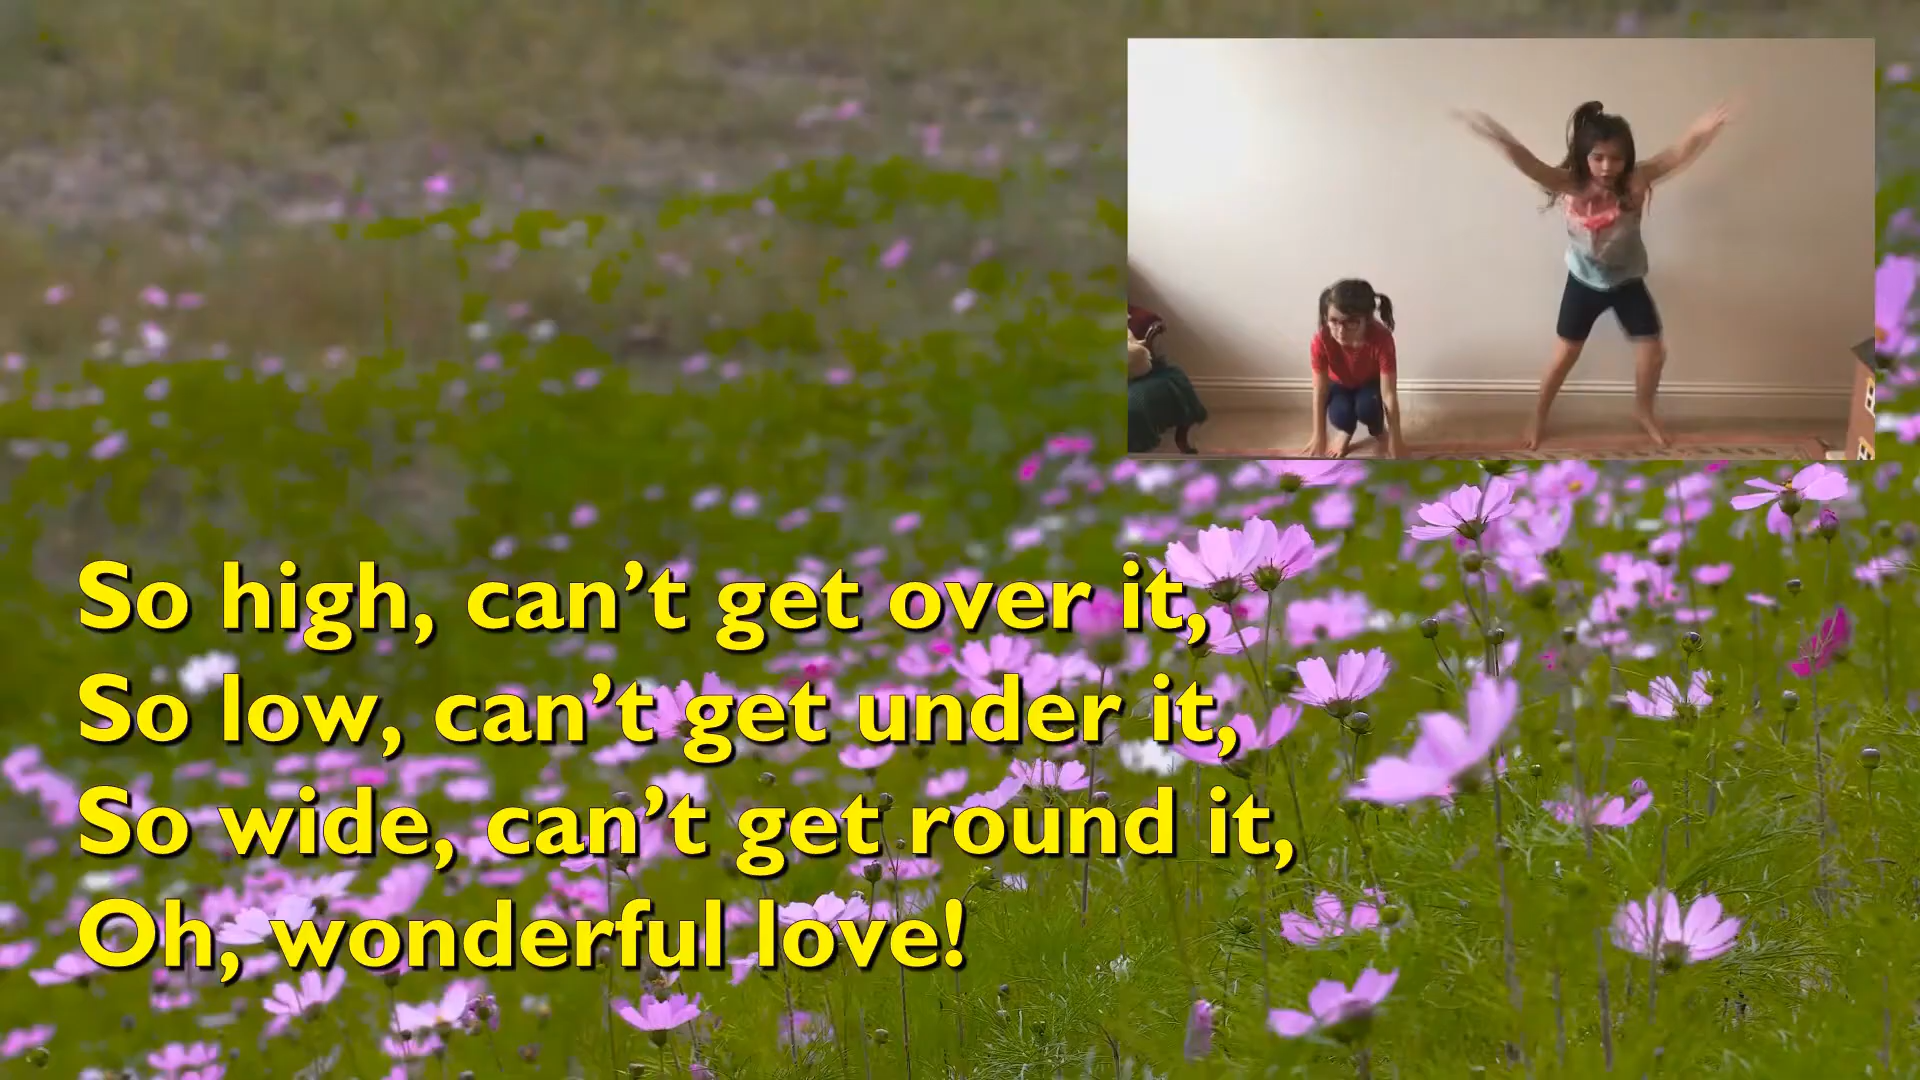 So high, can’t get over it,
So low, can’t get under it,
So wide, can’t get round it,
Oh, wonderful love!